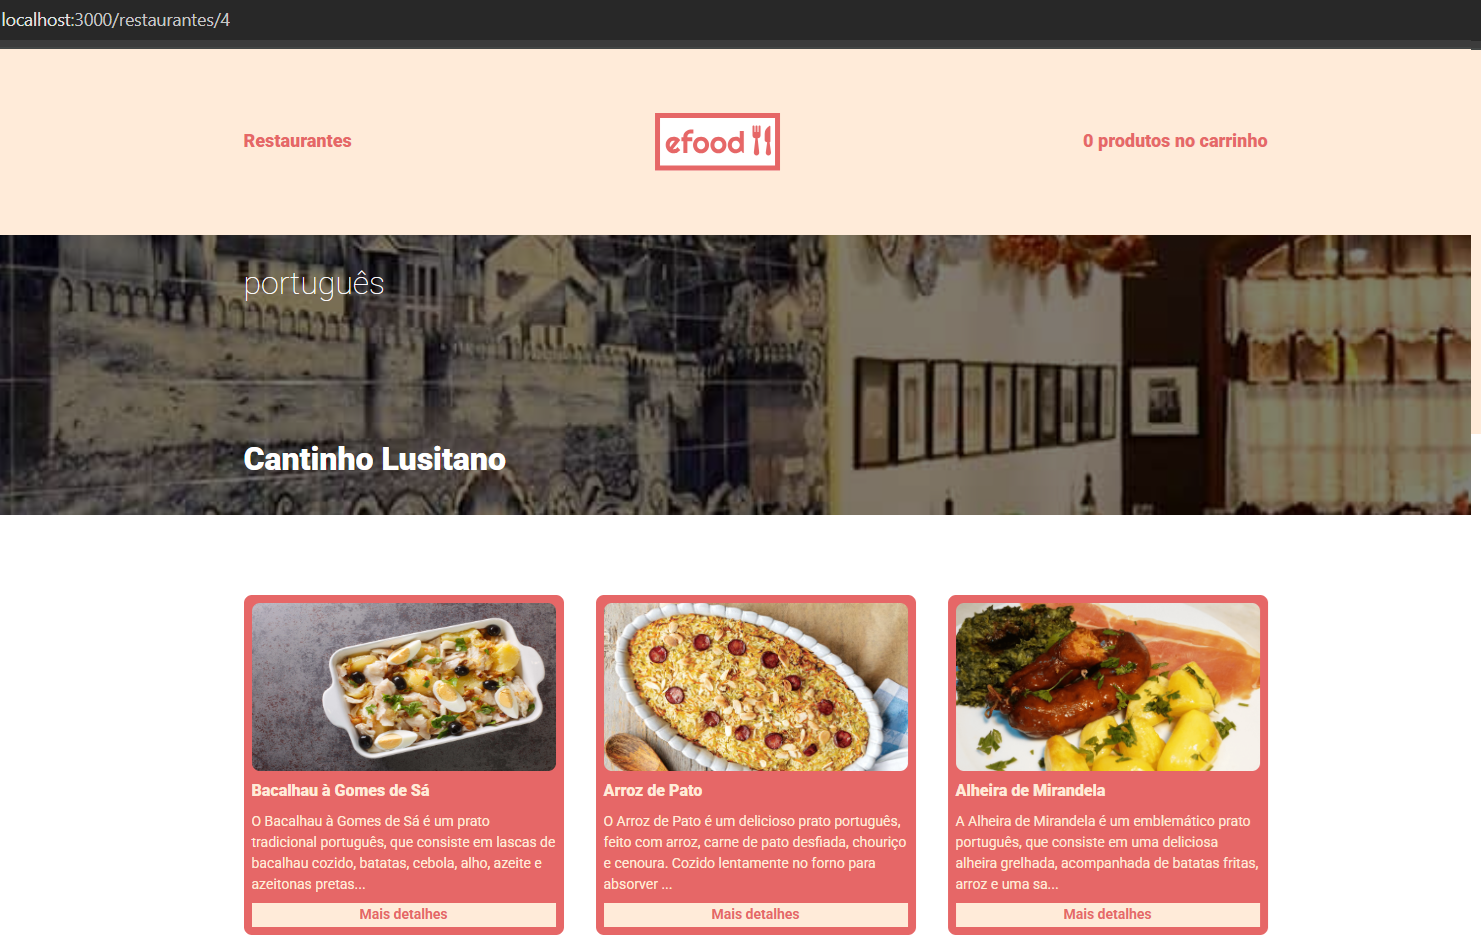 localhost:3000/restaurantes/4
Restaurantes
efood
0 produtos no carrinho
português
Cantinho Lusitano
Bacalhau à Gomes de Sá
O Bacalhau à Gomes de Sá é um prato
tradicional português, que consiste em lascas de
bacalhau cozido, batatas, cebola, alho, azeite e
azeitonas pretas...
Mais detalhes
Arroz de Pato
O Arroz de Pato é um delicioso prato português,
feito com arroz, carne de pato desfiada, chouriço
e cenoura. Cozido lentamente no forno para
absorver ...
Mais detalhes
Alheira de Mirandela
A Alheira de Mirandela é um emblemático prato
português, que consiste em uma deliciosa
alheira grelhada, acompanhada de batatas fritas,
arroz e uma sa...
Mais detalhes